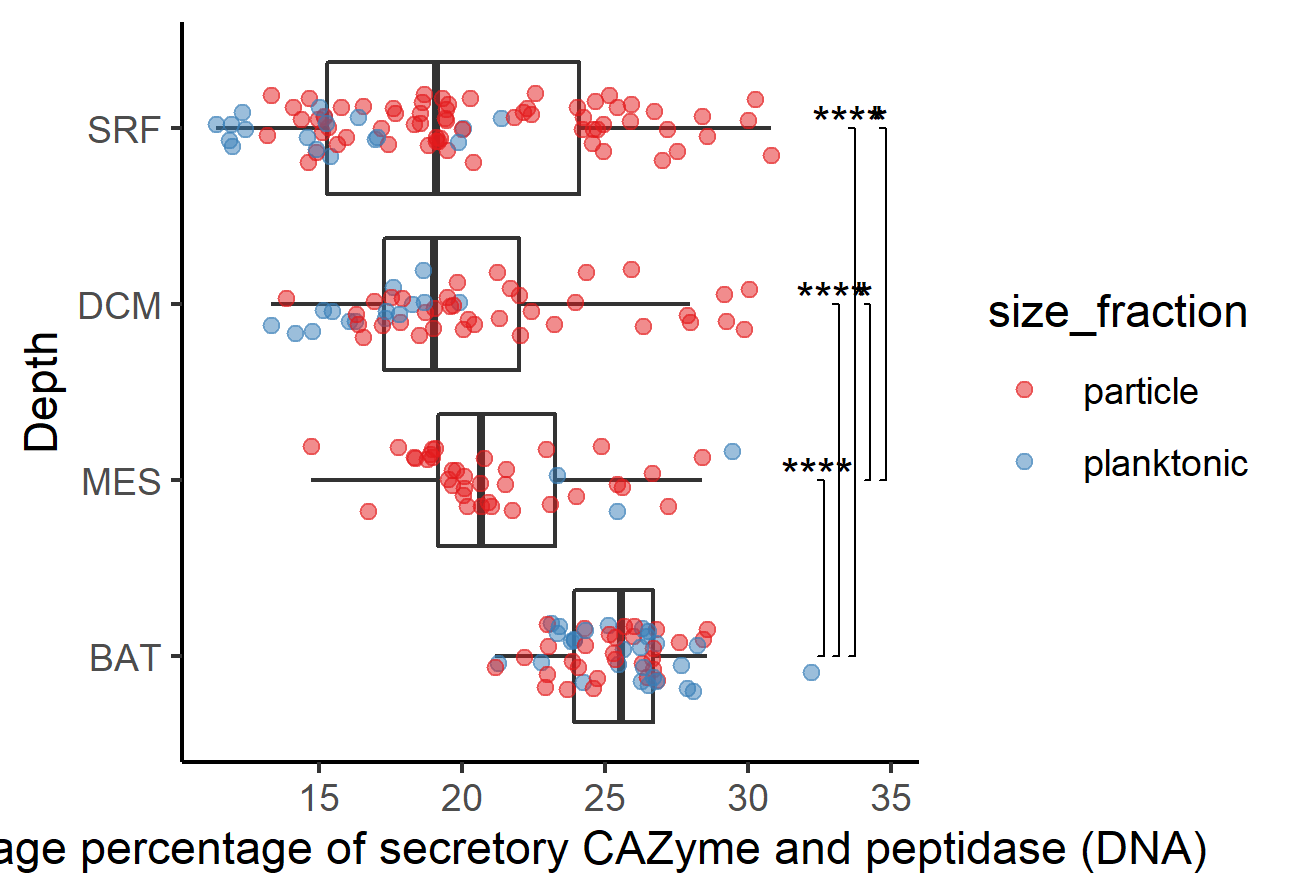 SRF
****
*
DCM
****
*
MES
****
BAT
Depth
15 20 25 30 35
age percentage of secretory CAZyme and peptidase (DNA)
size_fraction
particle
planktonic